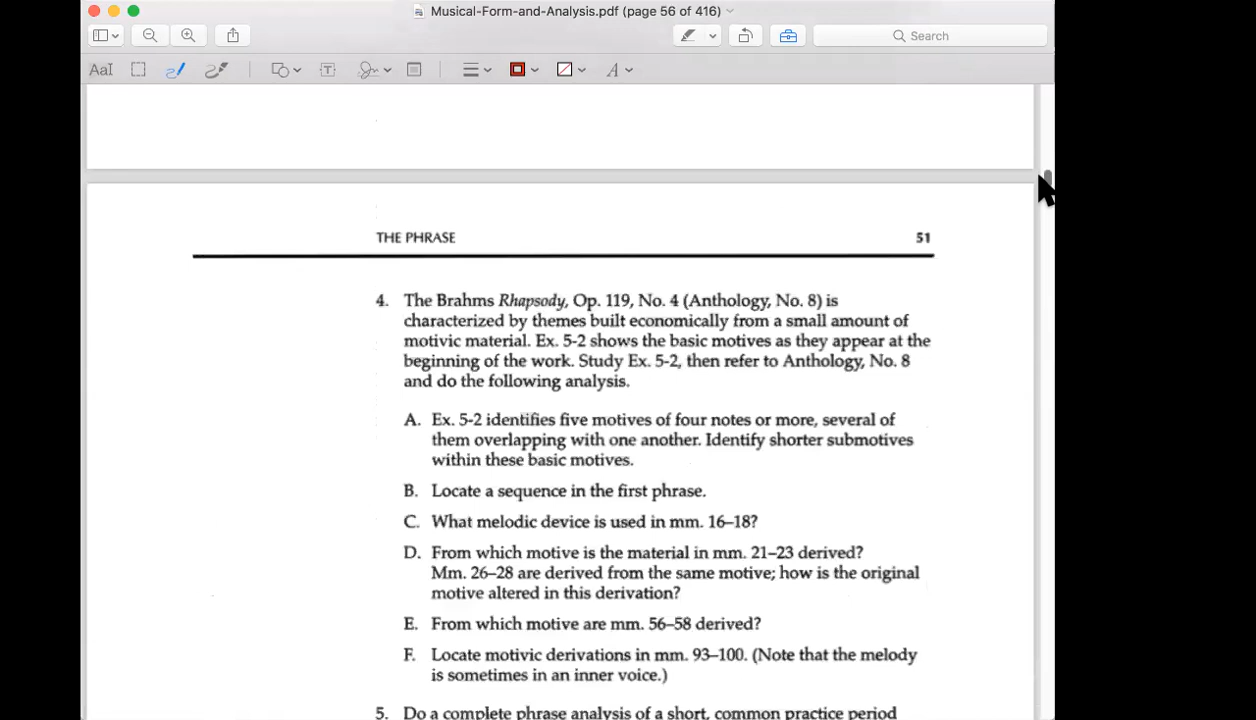 Musical-Form-and-Analysis.pdf (page 56 of 416)
Search
AaI
T
A
THE PHRASE 51
4. The Brahms Rhapsody, Op. 119, No. 4 (Anthology, No. 8) is
characterized by themes built economically from a small amount of
motivic material. Ex. 5-2 shows the basic motives as they appear at the
beginning of the work. Study Ex. 5-2, then refer to Anthology, No. 8
and do the following analysis.
A. Ex. 5-2 identifies five motives of four notes or more, several of
them overlapping with one another. Identify shorter submotives
within these basic motives.
B. Locate a sequence in the first phrase.
C. What melodic device is used in mm. 16–18?
D. From which motive is the material in mm. 21–23 derived?
Mm. 26–28 are derived from the same motive; how is the original
motive altered in this derivation?
E. From which motive are mm. 56–58 derived?
F. Locate motivic derivations in mm. 93–100. (Note that the melody
is sometimes in an inner voice.)
5. Do a complete phrase analysis of a short, common practice period